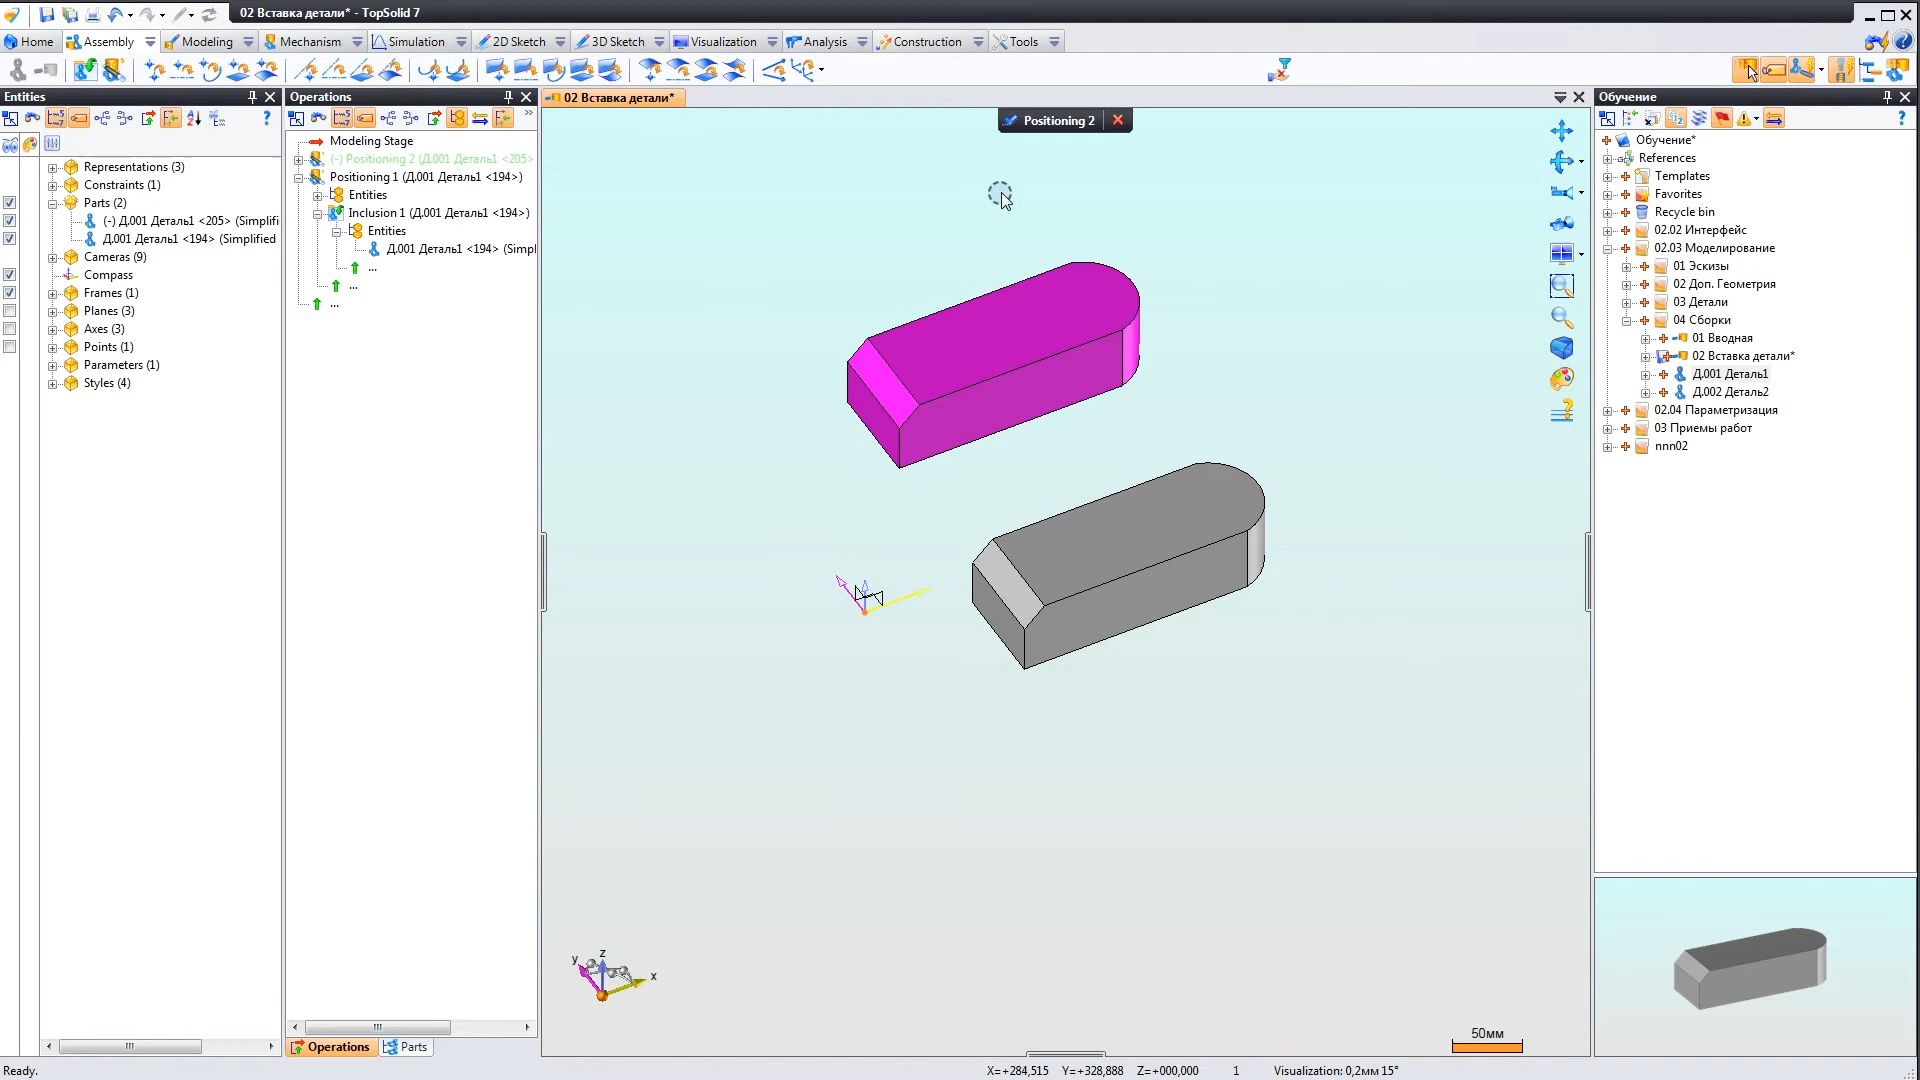 02 Вставка детали* - TopSolid 7
Home
Assembly
Modeling
Mechanism
Simulation
2D Sketch
3D Sketch
Visualization
Analysis
Construction
Tools
Entities
Representations (3)
Constraints (1)
Parts (2)
(-) Д.001 Деталь1 <205> (Simplifi
Д.001 Деталь1 <194> (Simplified
Cameras (9)
Compass
Frames (1)
Planes (3)
Axes (3)
Points (1)
Parameters (1)
Styles (4)
Operations
Modeling Stage
(-) Positioning 2 (Д.001 Деталь1 <205>
Positioning 1 (Д.001 Деталь1 <194>)
Entities
Inclusion 1 (Д.001 Деталь1 <194>)
Entities
Д.001 Деталь1 <194> (Simpl
...
...
...
Operations
Parts
02 Вставка детали*
Positioning 2
z
y
x
50мм
Обучение
Обучение*
References
Templates
Favorites
Recycle bin
02.02 Интерфейс
02.03 Моделирование
01 Эскизы
02 Доп. Геометрия
03 Детали
04 Сборки
01 Вводная
02 Вставка детали*
Д.001 Деталь1
Д.002 Деталь2
02.04 Параметризация
03 Приемы работ
nnn02
Ready.
X=+284,515 Y=+328,888 Z=+000,000 1 Visualization: 0,2мм 15°